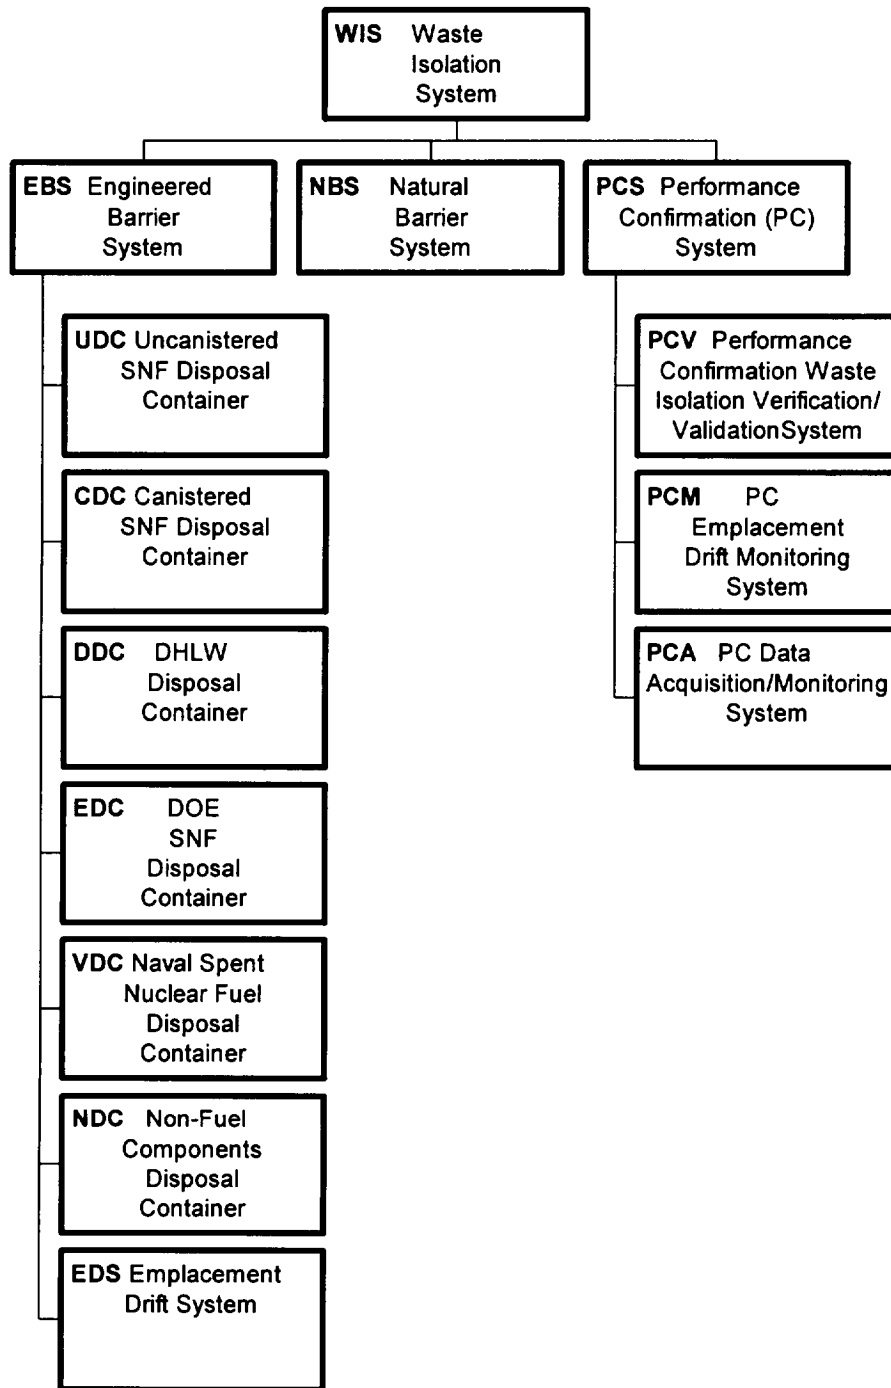 WIS Waste
Isolation
System
EBS Engineered
Barrier
System
NBS Natural
Barrier
System
PCS Performance
Confirmation (PC)
System
UDC Uncanistered
SNF Disposal
Container
CDC Canistered
SNF Disposal
Container
DDC DHLW
Disposal
Container
EDC DOE
SNF
Disposal
Container
VDC Naval Spent
Nuclear Fuel
Disposal
Container
NDC Non-Fuel
Components
Disposal
Container
EDS Emplacement
Drift System
PCV Performance
Confirmation Waste
Isolation Verification/
ValidationSystem
PCM PC
Emplacement
Drift Monitoring
System
PCA PC Data
Acquisition/Monitoring
System